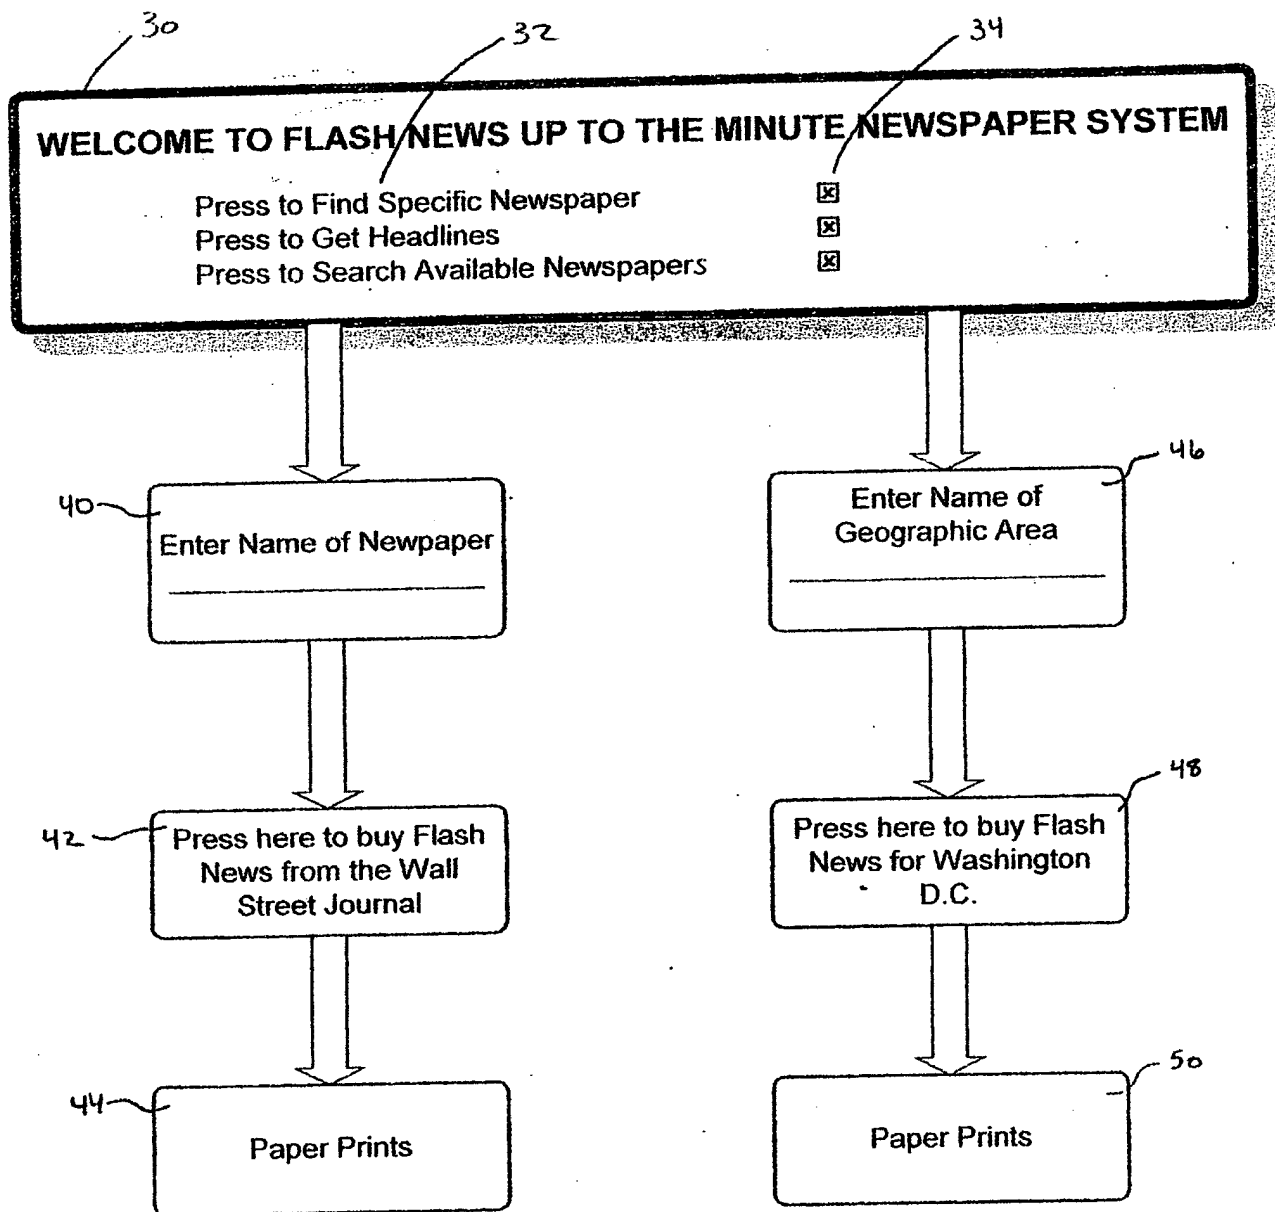 30
32
34
WELCOME TO FLASH NEWS UP TO THE MINUTE NEWSPAPER SYSTEM
Press to Find Specific Newspaper
Press to Get Headlines
Press to Search Available Newspapers
40
Enter Name of Newpaper
46
Enter Name of
Geographic Area
42
Press here to buy Flash
News from the Wall
Street Journal
48
Press here to buy Flash
News for Washington
D.C.
44
Paper Prints
50
Paper Prints